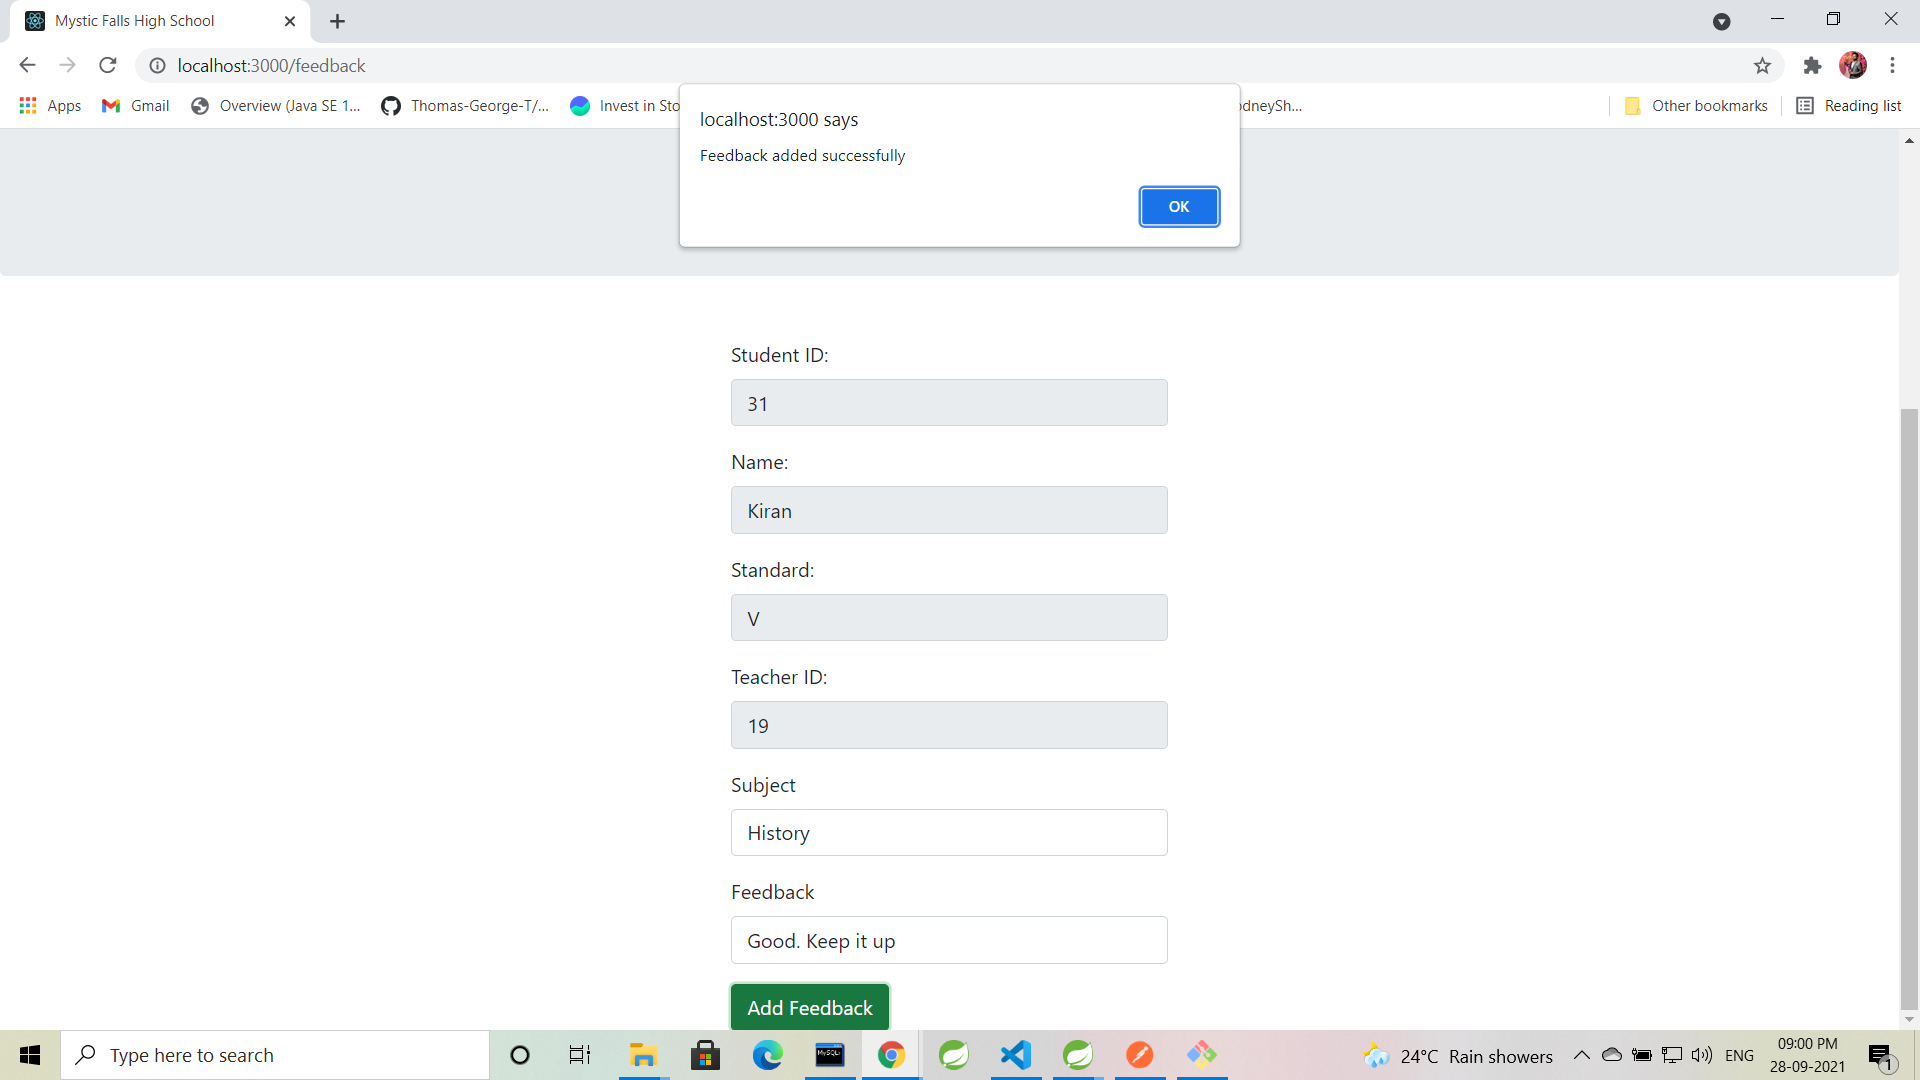 Mystic Falls High School
localhost:3000/feedback
Apps
Gmail
Overview (Java SE 1...
Thomas-George-T/...
Invest in Sto
odneySh...
Other bookmarks
Reading list
localhost:3000 says
Feedback added successfully
OK
Student ID:
31
Name:
Kiran
Standard:
V
Teacher ID:
19
Subject
History
Feedback
Good. Keep it up
Add Feedback
Type here to search
MySQL
24°C Rain showers
ENG
09:00 PM
28-09-2021
1